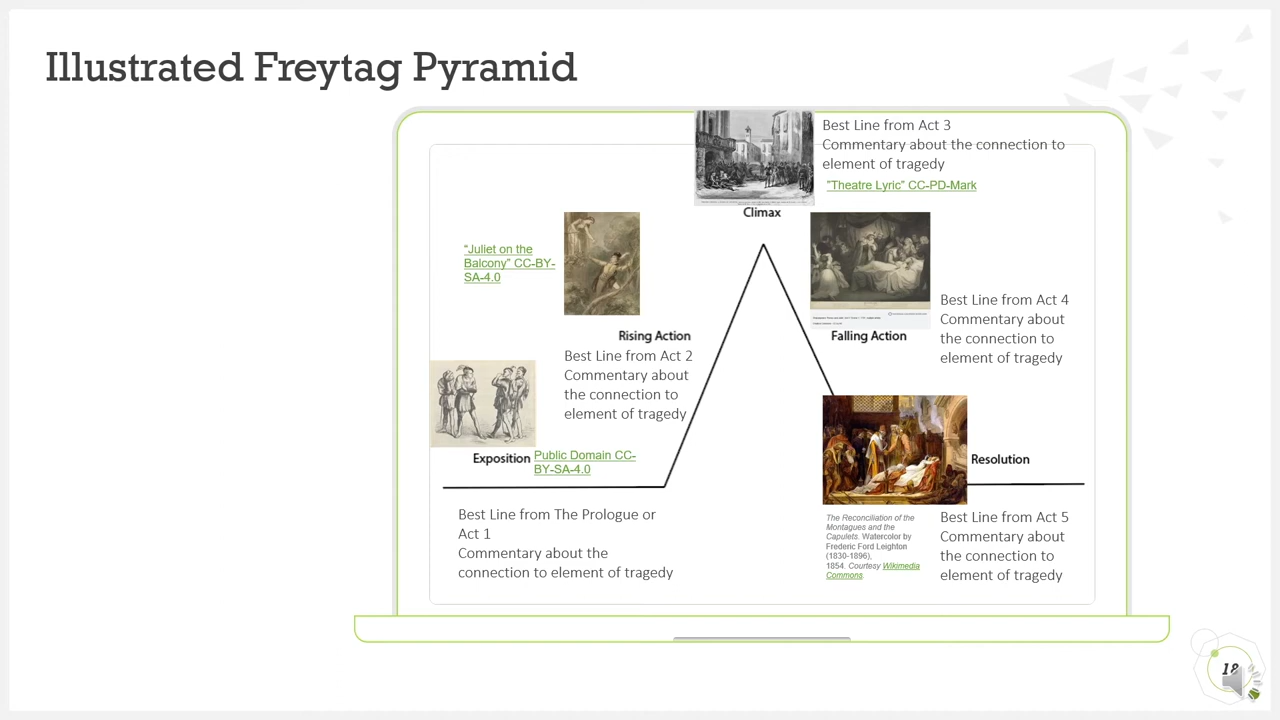 Illustrated Freytag Pyramid
Best Line from Act 3
Commentary about the connection to
element of tragedy
"Theatre Lyric" CC-PD-Mark
Climax
"Juliet on the
Balcony" CC-BY-
SA-4.0
Rising Action
Best Line from Act 2
Commentary about
the connection to
element of tragedy
Falling Action
Best Line from Act 4
Commentary about
the connection to
element of tragedy
Exposition
Public Domain CC-
BY-SA-4.0
Resolution
Best Line from The Prologue or
Act 1
Commentary about the
connection to element of tragedy
The Reconciliation of the
Montagues and the
Capulets. Watercolor by
Frederic Ford Leighton
(1830-1896),
1854. Courtesy Wikimedia
Commons.
Best Line from Act 5
Commentary about
the connection to
element of tragedy
18